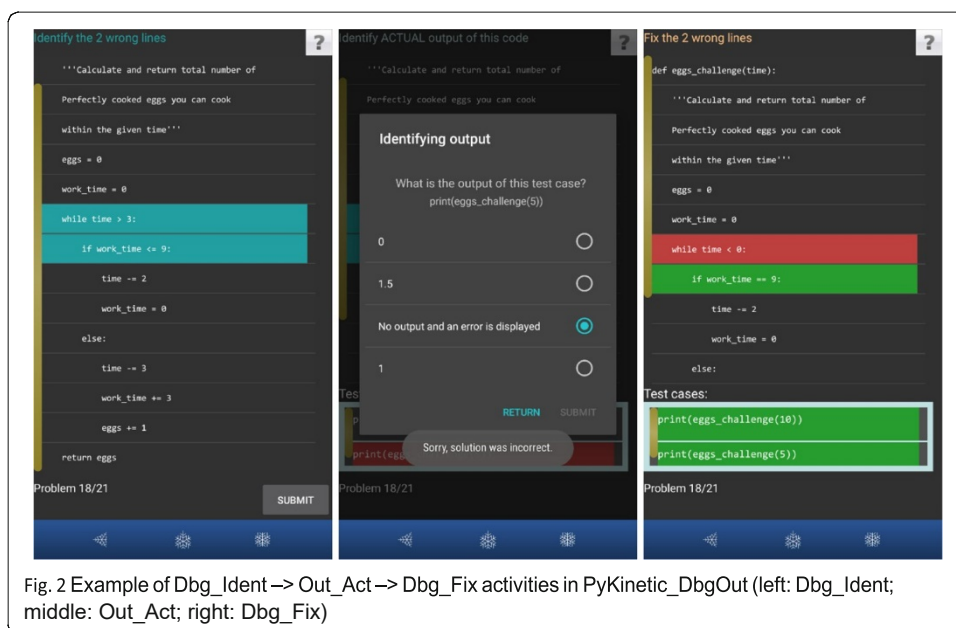 Identify the 2 wrong lines
?
'''Calculate and return total number of
Perfectly cooked eggs you can cook
within the given time'''
eggs = 0
work_time = 0
while time > 3:
if work_time <= 9:
time -= 2
work_time = 0
else:
time -= 3
work_time += 3
eggs += 1
return eggs
Problem 18/21
SUBMIT
Identify ACTUAL output of this code
?
'''Calculate and return total number of
Perfectly cooked eggs you can cook
Identifying output
What is the output of this test case?
print(eggs_challenge(5))
0
1.5
No output and an error is displayed
1
RETURN SUBMIT
Tes
Sorry, solution was incorrect.
print(egg
Problem 18/21
Fix the 2 wrong lines
?
def eggs_challenge(time):
'''Calculate and return total number of
Perfectly cooked eggs you can cook
within the given time'''
eggs = 0
work_time = 0
while time < 0:
if work_time == 9:
time -= 2
work_time = 0
else:
Test cases:
print(eggs_challenge(10))
print(eggs_challenge(5))
Problem 18/21
Fig. 2 Example of Dbg_Ident –> Out_Act –> Dbg_Fix activities in PyKinetic_DbgOut (left: Dbg_Ident;
middle: Out_Act; right: Dbg_Fix)